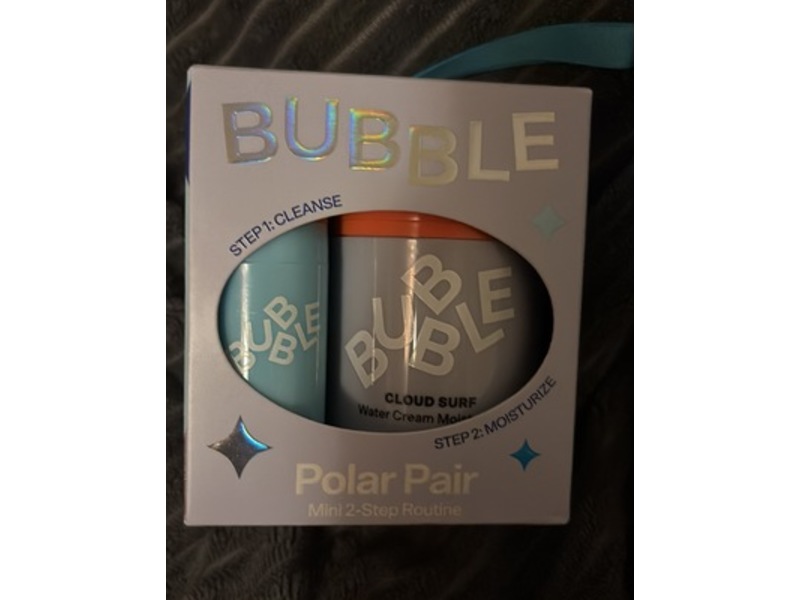 BUBBLE
STEP 1: CLEANSE
BUBBLE
BUBBLE
CLOUD SURF
Water Cream
STEP 2: MOISTURIZE
Polar Pair
Mini 2-Step Routine